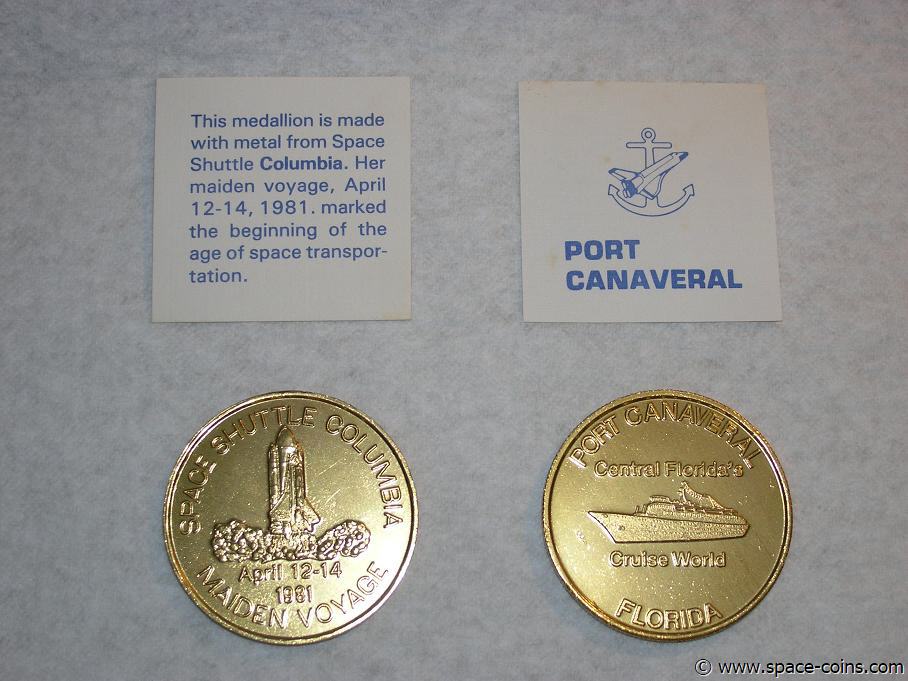 This medallion is made
with metal from Space
Shuttle Columbia. Her
maiden voyage, April
12-14, 1981. marked
the beginning of the
age of space transpor-
tation.
PORT
CANAVERAL
SPACE SHUTTLE COLUMBIA
April 12-14
1981
MAIDEN VOYAGE
PORT CANAVERAL
Central Florida's
Cruise World
FLORIDA
© www.space-coins.com